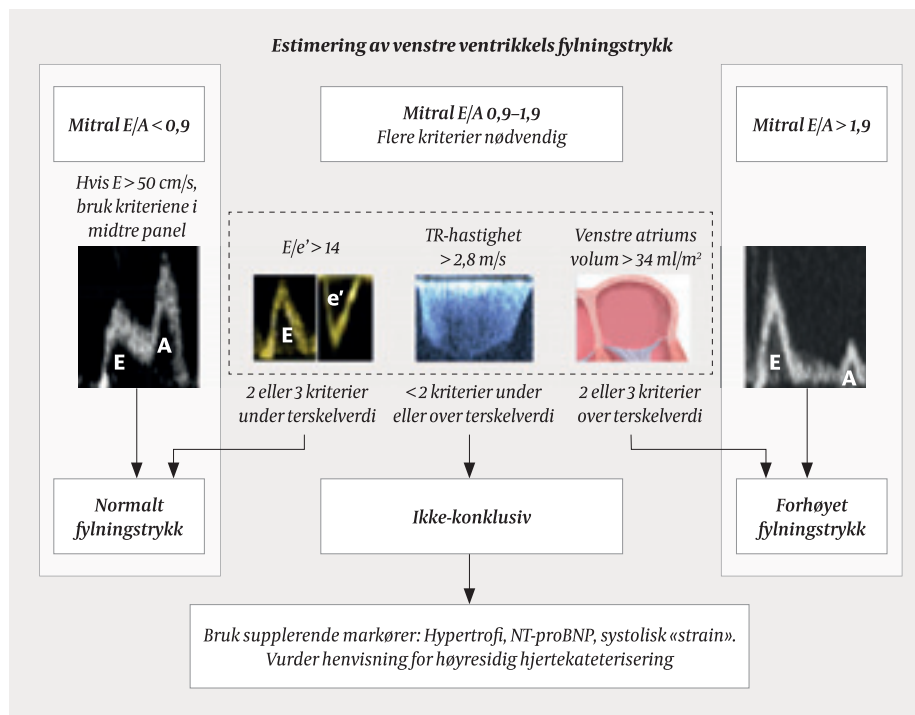 Estimering av venstre ventrikkels fylningstrykk
Mitral E/A < 0,9
Mitral E/A 0,9–1,9
Flere kriterier nødvendig
Mitral E/A > 1,9
Hvis E > 50 cm/s,
bruk kriteriene i
midtre panel
E
A
E/e’ > 14
E
e’
TR-hastighet
> 2,8 m/s
Venstre atriums
volum > 34 ml/m²
E
A
2 eller 3 kriterier
under terskelverdi
< 2 kriterier under
eller over terskelverdi
2 eller 3 kriterier
over terskelverdi
Normalt
fylningstrykk
Ikke-konklusiv
Forhøyet
fylningstrykk
Bruk supplerende markører: Hypertrofi, NT-proBNP, systolisk «strain».
Vurder henvisning for høyresidig hjertekateterisering